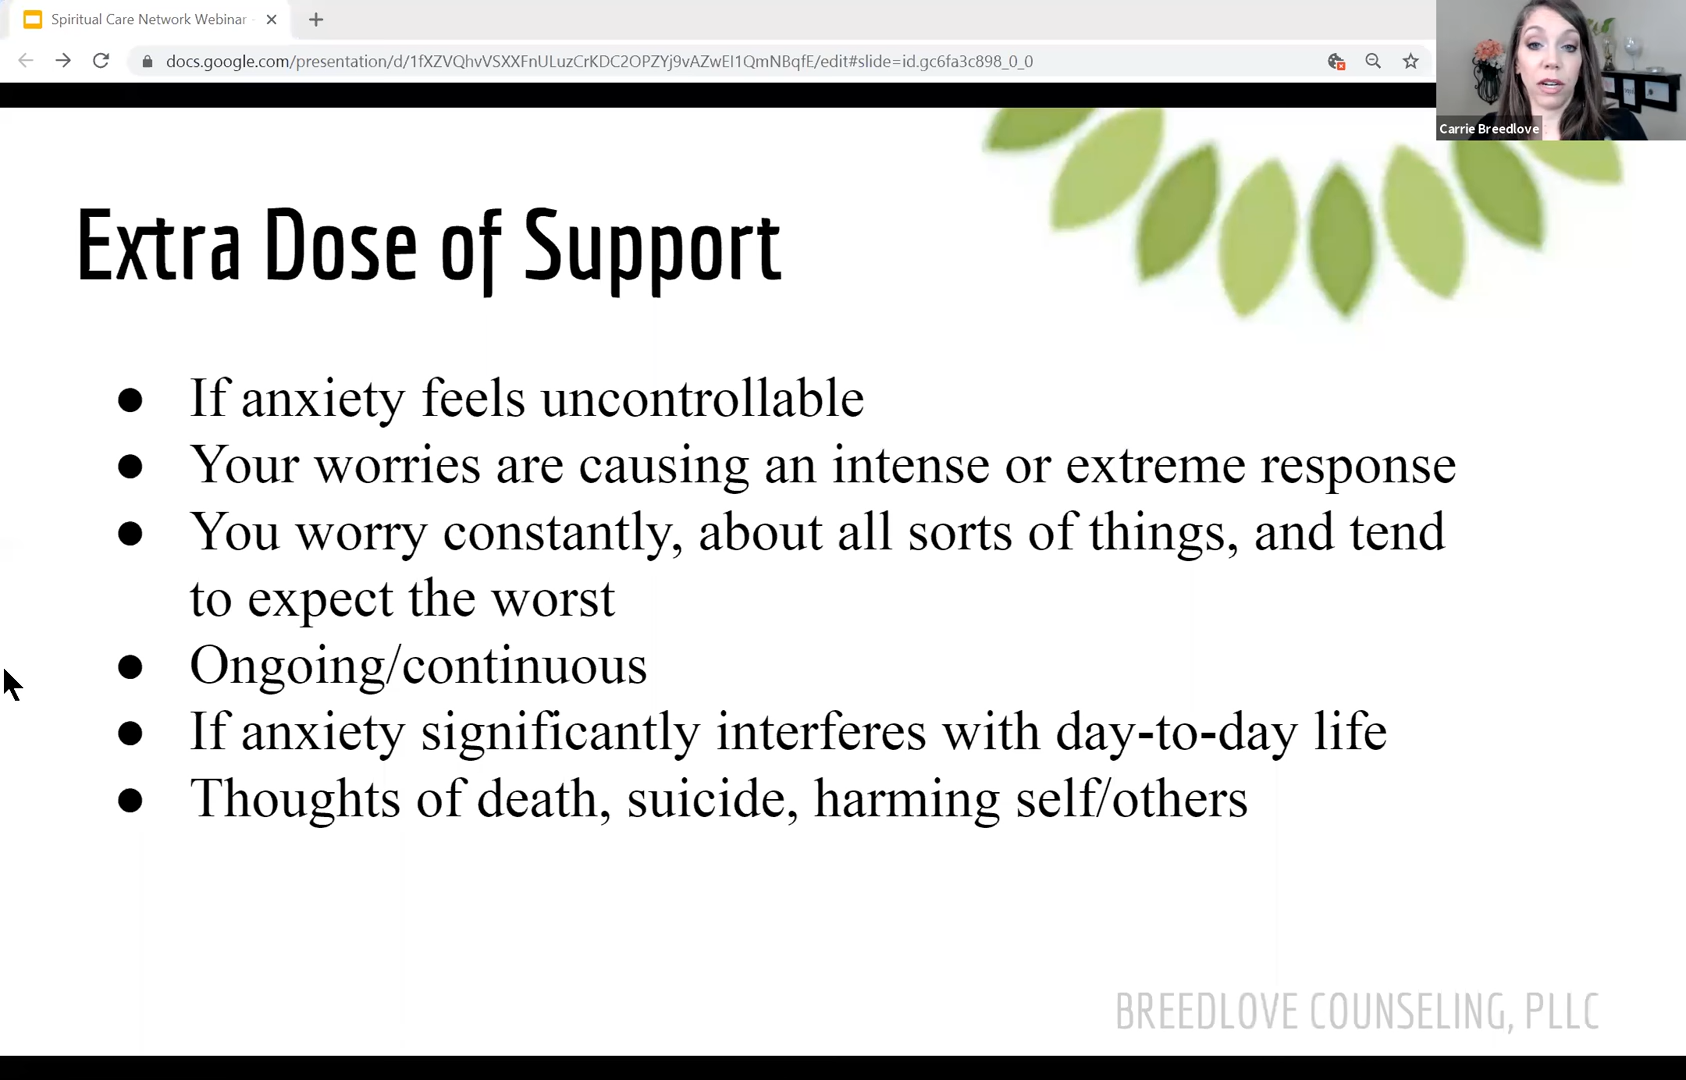 Spiritual Care Network Webinar
docs.google.com/presentation/d/1fXZVQhvVSXXFnULuzCrKDC2OPZYj9vAZwEI1QmNBqfE/edit#slide=id.gc6fa3c898_0_0
Carrie Breedlove
Extra Dose of Support
● If anxiety feels uncontrollable
● Your worries are causing an intense or extreme response
● You worry constantly, about all sorts of things, and tend
to expect the worst
● Ongoing/continuous
● If anxiety significantly interferes with day-to-day life
● Thoughts of death, suicide, harming self/others
BREEDLOVE COUNSELING, PLLC